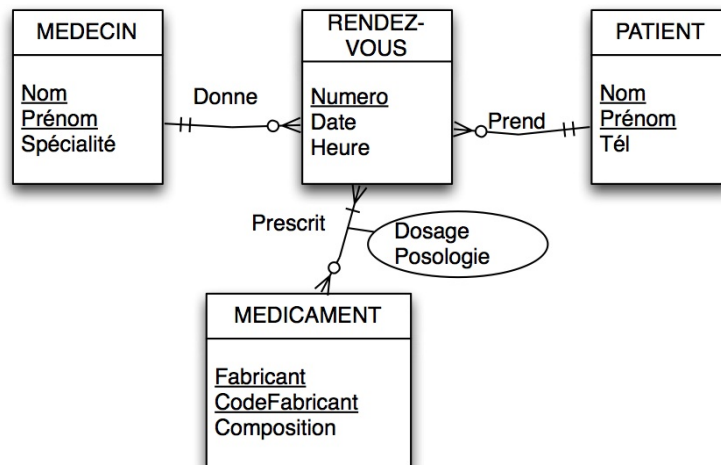 MEDECIN
Nom
Prénom
Spécialité
Donne
RENDEZ-
VOUS
Numero
Date
Heure
Prend
PATIENT
Nom
Prénom
Tél
Prescrit
Dosage
Posologie
MEDICAMENT
Fabricant
CodeFabricant
Composition